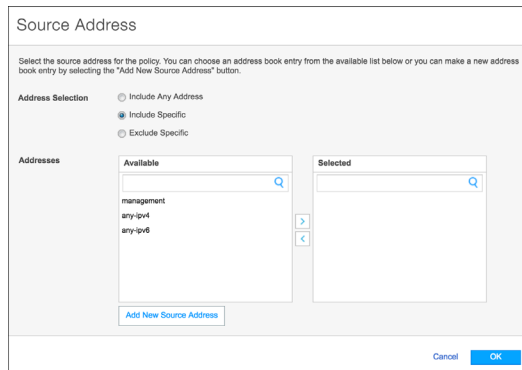 Source Address
Select the source address for the policy. You can choose an address book entry from the available list below or you can make a new address
book entry by selecting the "Add New Source Address" button.
Address Selection
Include Any Address
Include Specific
Exclude Specific
Addresses
Available
Selected
management
any-ipv4
any-ipv6
>
<
Add New Source Address
Cancel
OK